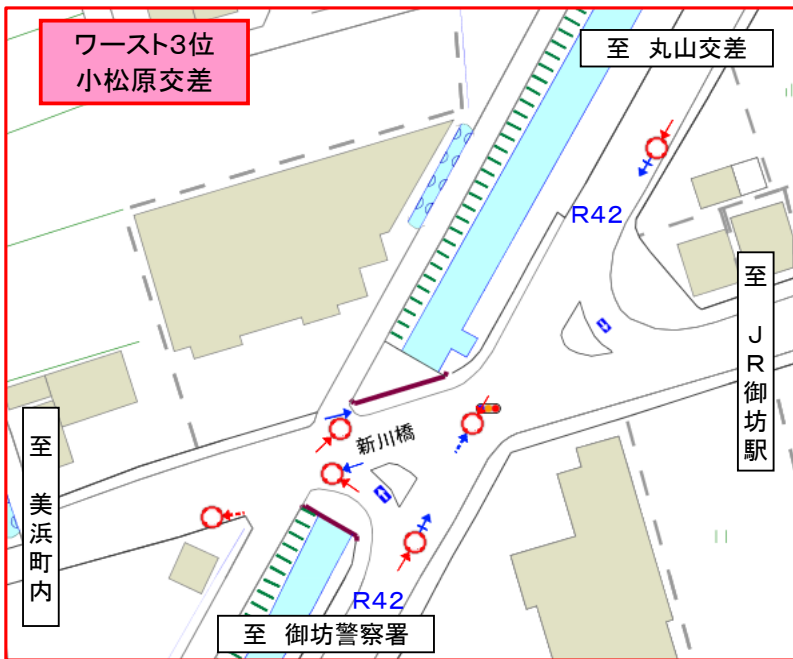 ワースト3位
小松原交差
至 丸山交差
R42
至 JR御坊駅
新川橋
至 美浜町内
R42
至 御坊警察署